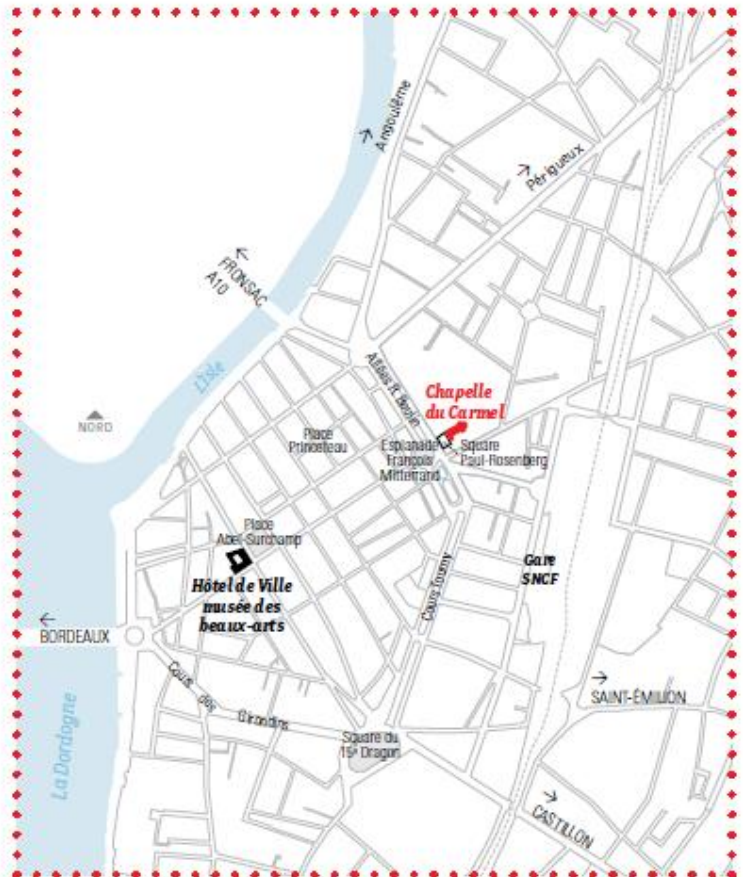 Angoulême
Périgueux
FRONSAC
A10
L'Isle
Allées R. Boulin
Chapelle
du Carmel
NORD
Place
Princeteau
Esplanade
François
Mitterrand
Square
Paul-Rosenberg
Place
Abel-Surchamp
Hôtel de Ville
musée des
beaux-arts
Gare
SNCF
Cours Tourny
BORDEAUX
Cours des Girondins
SAINT-ÉMILION
La Dordogne
Square du
15e Dragon
CASTILLON